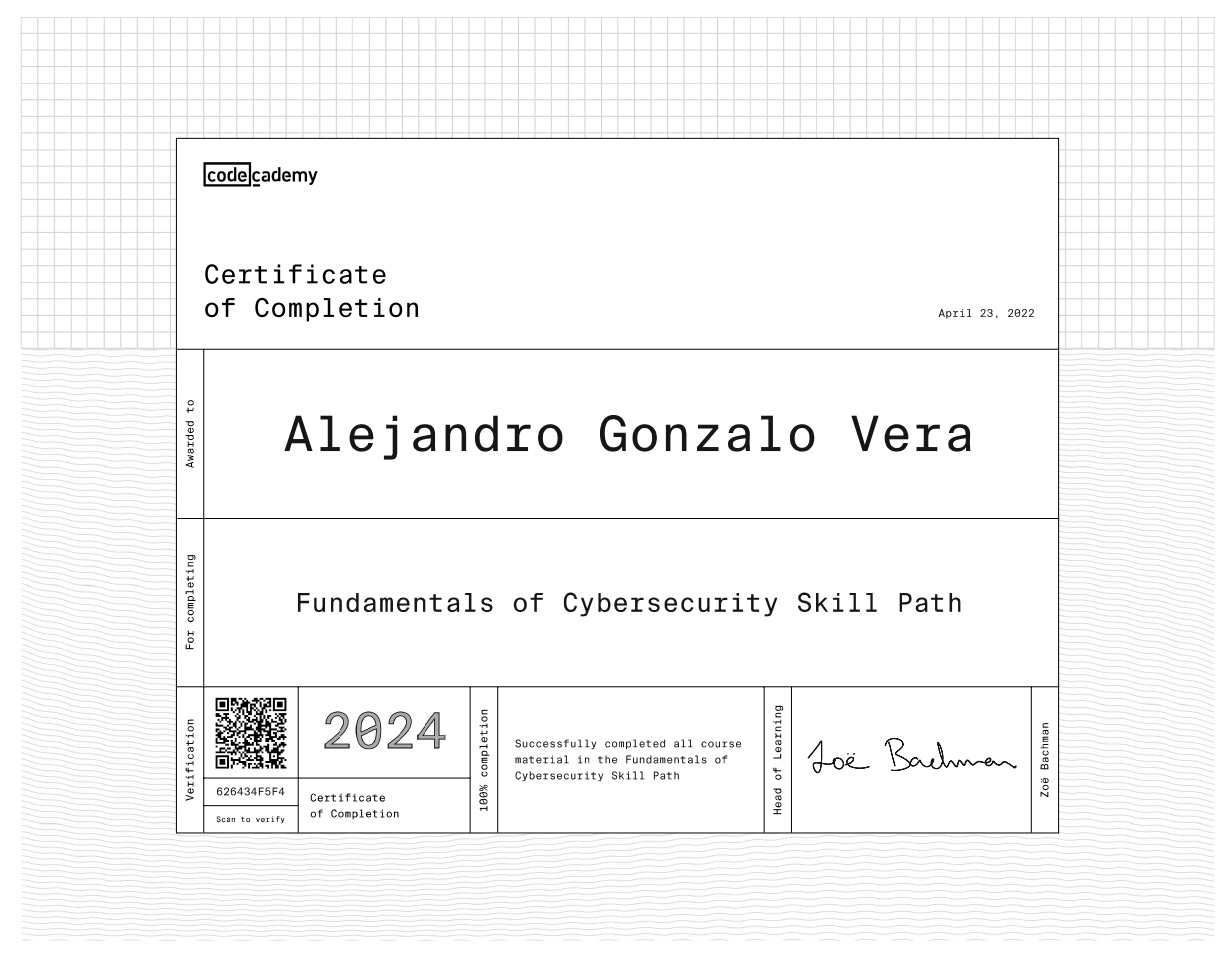 codecademy
Certificate
of Completion
April 23, 2022
Awarded to
Alejandro Gonzalo Vera
For completing
Fundamentals of Cybersecurity Skill Path
Verification
626434F5F4
Scan to verify
2024
Certificate
of Completion
100% completion
Successfully completed all course
material in the Fundamentals of
Cybersecurity Skill Path
Head of Learning
Zoë Bachman
Zoë Bachman